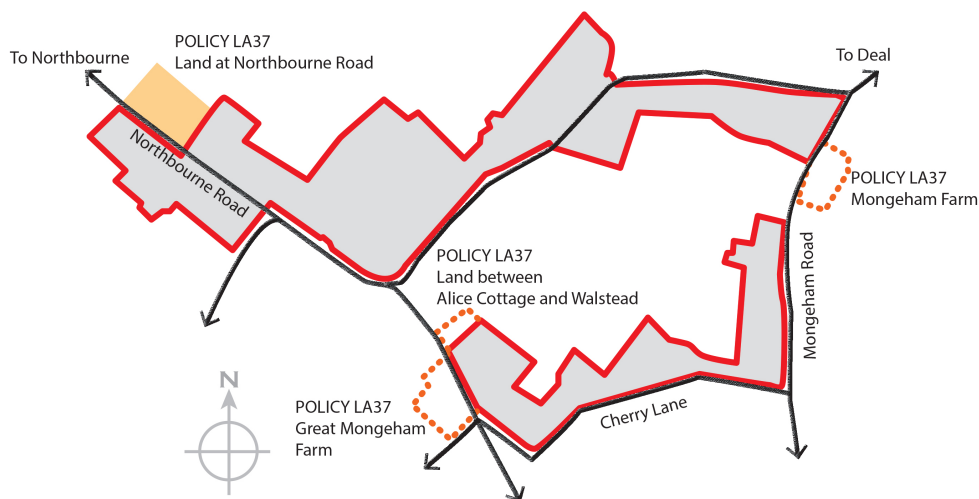 To Northbourne
POLICY LA37
Land at Northbourne Road
To Deal
Northbourne Road
POLICY LA37
Mongeham Farm
POLICY LA37
Land between
Alice Cottage and Walstead
Mongeham Road
N
POLICY LA37
Great Mongeham
Farm
Cherry Lane